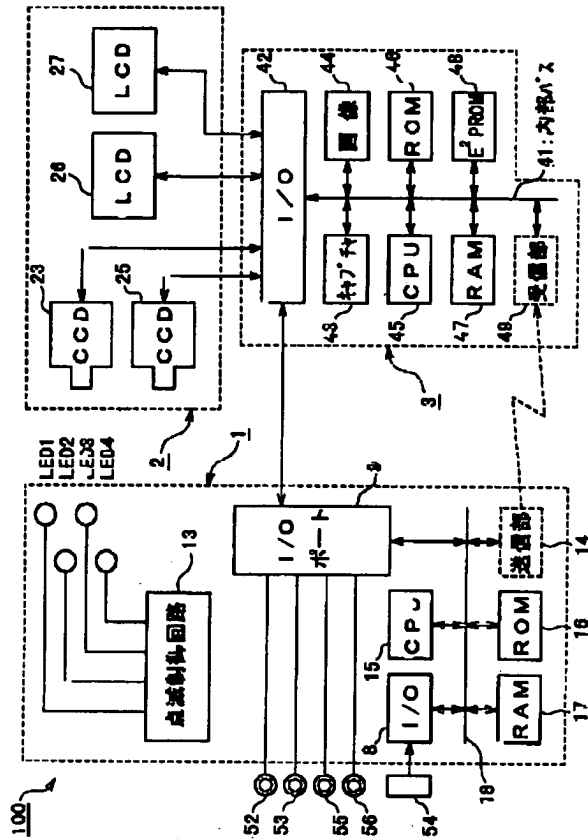 100
LED1
LED2
LED3
LED4
1
2
13
点滅制御回路
23
CCD
25
CCD
26
LCD
27
LCD
52
53
55
56
54
I/O
ポート
9
8
I/O
15
CPU
17
RAM
16
ROM
14
送信部
18
3
42
I/O
43
キャプチャ
44
画像
45
CPU
46
ROM
47
RAM
48
E²PROM
49
受信部
41:内部バス